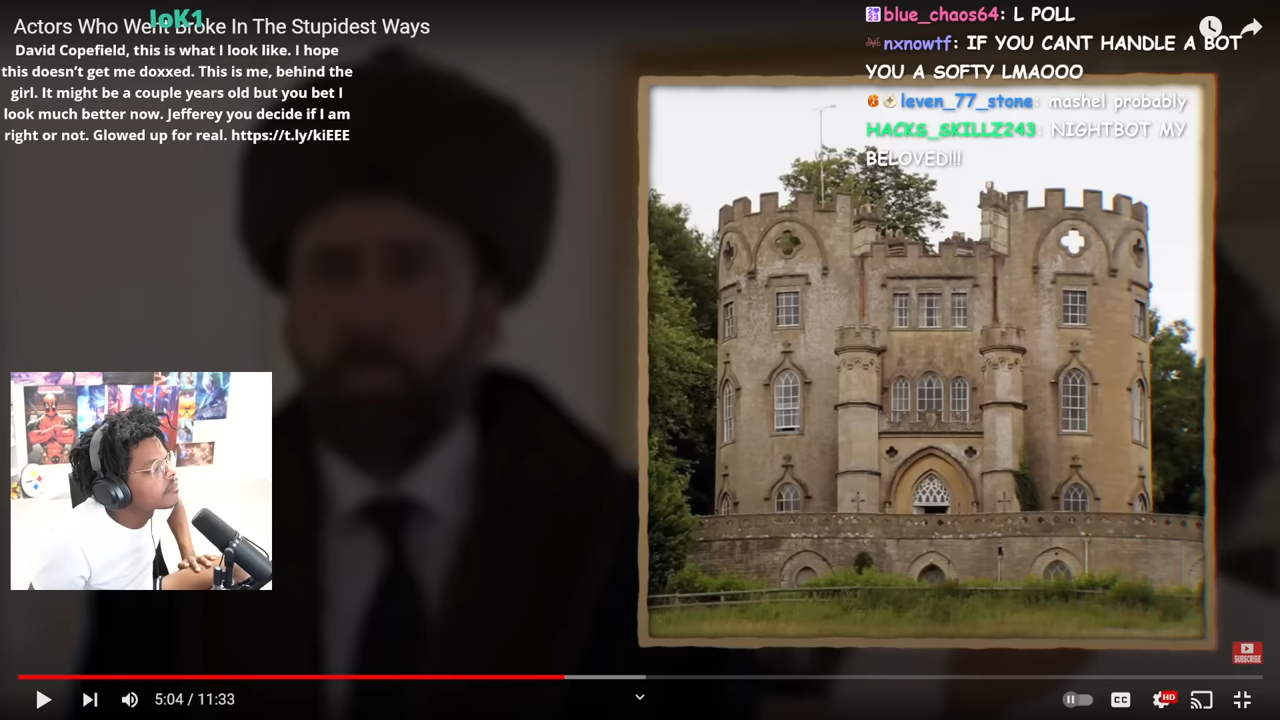 Actors Who Went Broke In The Stupidest Ways
loK1
David Copefield, this is what I look like. I hope
this doesn’t get me doxxed. This is me, behind the
girl. It might be a couple years old but you bet I
look much better now. Jefferey you decide if I am
right or not. Glowed up for real. https://t.ly/kiEEE
blue_chaos64: L POLL
nxnowtf: IF YOU CANT HANDLE A BOT
YOU A SOFTY LMAOOO
leven_77_stone: mashel probably
HACKS_SKILLZ243: NIGHTBOT MY
BELOVED!!!
SUBSCRIBE
5:04 / 11:33
CC
HD